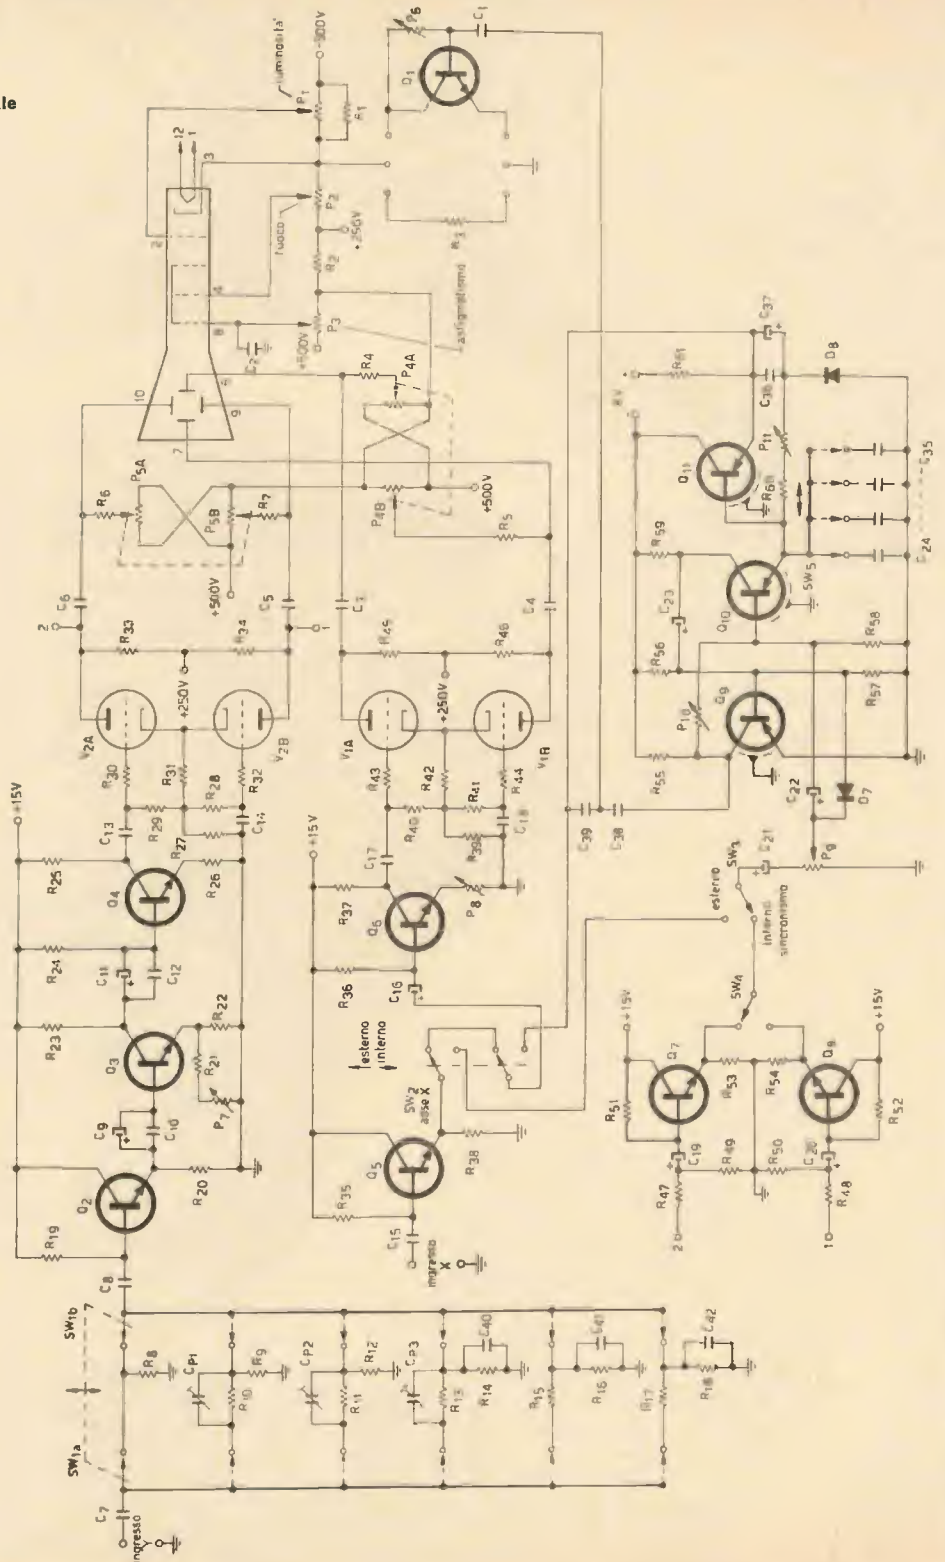 le
ingresso
Y
C7
SW1a
SW1b
7
R8
CP1
R10
R9
CP2
R11
R12
CP3
R13
R14
C40
R15
R16
C41
R17
R18
C42
C8
R19
Q2
R20
C9
C10
Q3
R23
R21
R22
P7
C11
C12
R24
Q4
R25
R26
+15V
C13
R29
R27
R28
C14
R30
R31
R32
V2A
V2B
R33
R34
+250V
2
1
C6
C5
R6
P5A
P5B
R7
+500V
10
7
9
8
4
2
3
12
1
C2
+500V
P3
R2
+250V
P2
fuoco
astigmatismo
P1
R1
luminosita'
-500V
R3
Q1
P6
C1
ingresso
X
C15
R35
Q5
R38
SW2
asse X
esterno
interno
C16
R36
Q6
R37
P8
+15V
C17
R40
R39
R41
C18
R43
R42
R44
V1A
V1B
R45
R46
+250V
C3
C4
R4
P4A
P4B
R5
+500V
C39
C38
2
1
R47
R48
C19
C20
R49
R50
R51
R52
Q7
Q8
R53
R54
+15V
+15V
SW4
SW3
esterno
interno
sincronismo
C21
P9
C22
D7
R55
P10
Q9
R56
R57
C23
R58
R59
Q10
SW5
Q11
R60
P11
R61
C36
C37
D8
C24
C35
8V